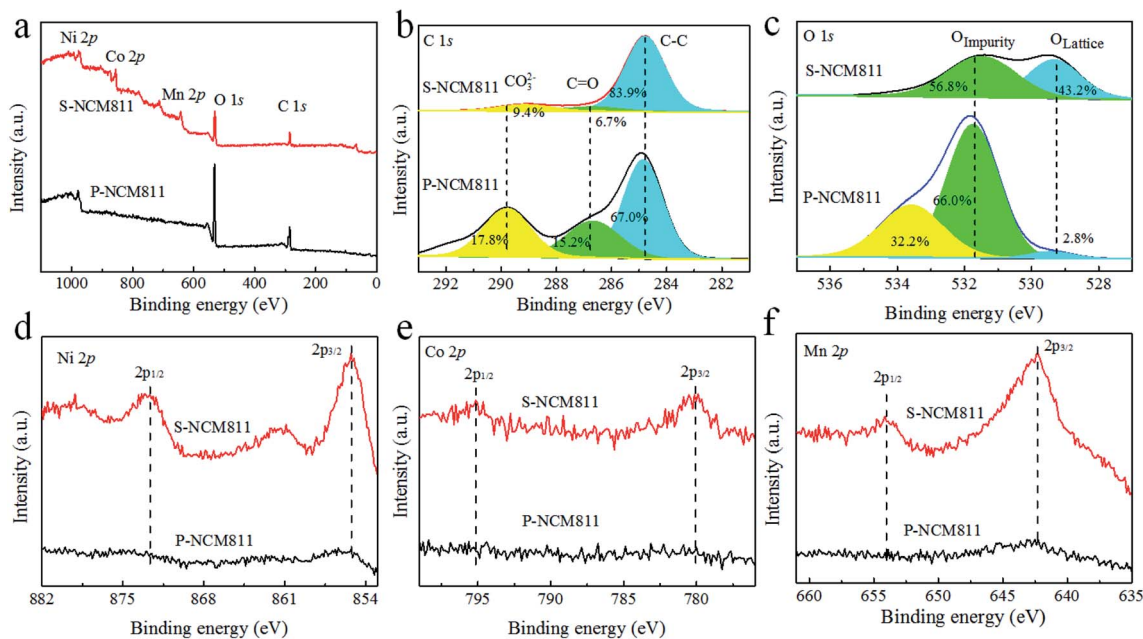 a
Ni 2p
Co 2p
S-NCM811
Mn 2p
O 1s
C 1s
P-NCM811
Intensity (a.u.)
1000 800 600 400 200 0
Binding energy (eV)
b
C 1s
C-C
S-NCM811
CO₃²⁻
C=O
83.9%
9.4%
6.7%
P-NCM811
67.0%
17.8%
15.2%
Intensity (a.u.)
292 290 288 286 284 282
Binding energy (eV)
c
O 1s
O_Impurity
O_Lattice
S-NCM811
56.8%
43.2%
P-NCM811
66.0%
32.2%
2.8%
Intensity (a.u.)
536 534 532 530 528
Binding energy (eV)
d
Ni 2p
2p3/2
2p1/2
S-NCM811
P-NCM811
Intensity (a.u.)
882 875 868 861 854
Binding energy (eV)
e
Co 2p
2p1/2
2p3/2
S-NCM811
P-NCM811
Intensity (a.u.)
795 790 785 780
Binding energy (eV)
f
Mn 2p
2p3/2
2p1/2
S-NCM811
P-NCM811
Intensity (a.u.)
660 655 650 645 640 635
Binding energy (eV)